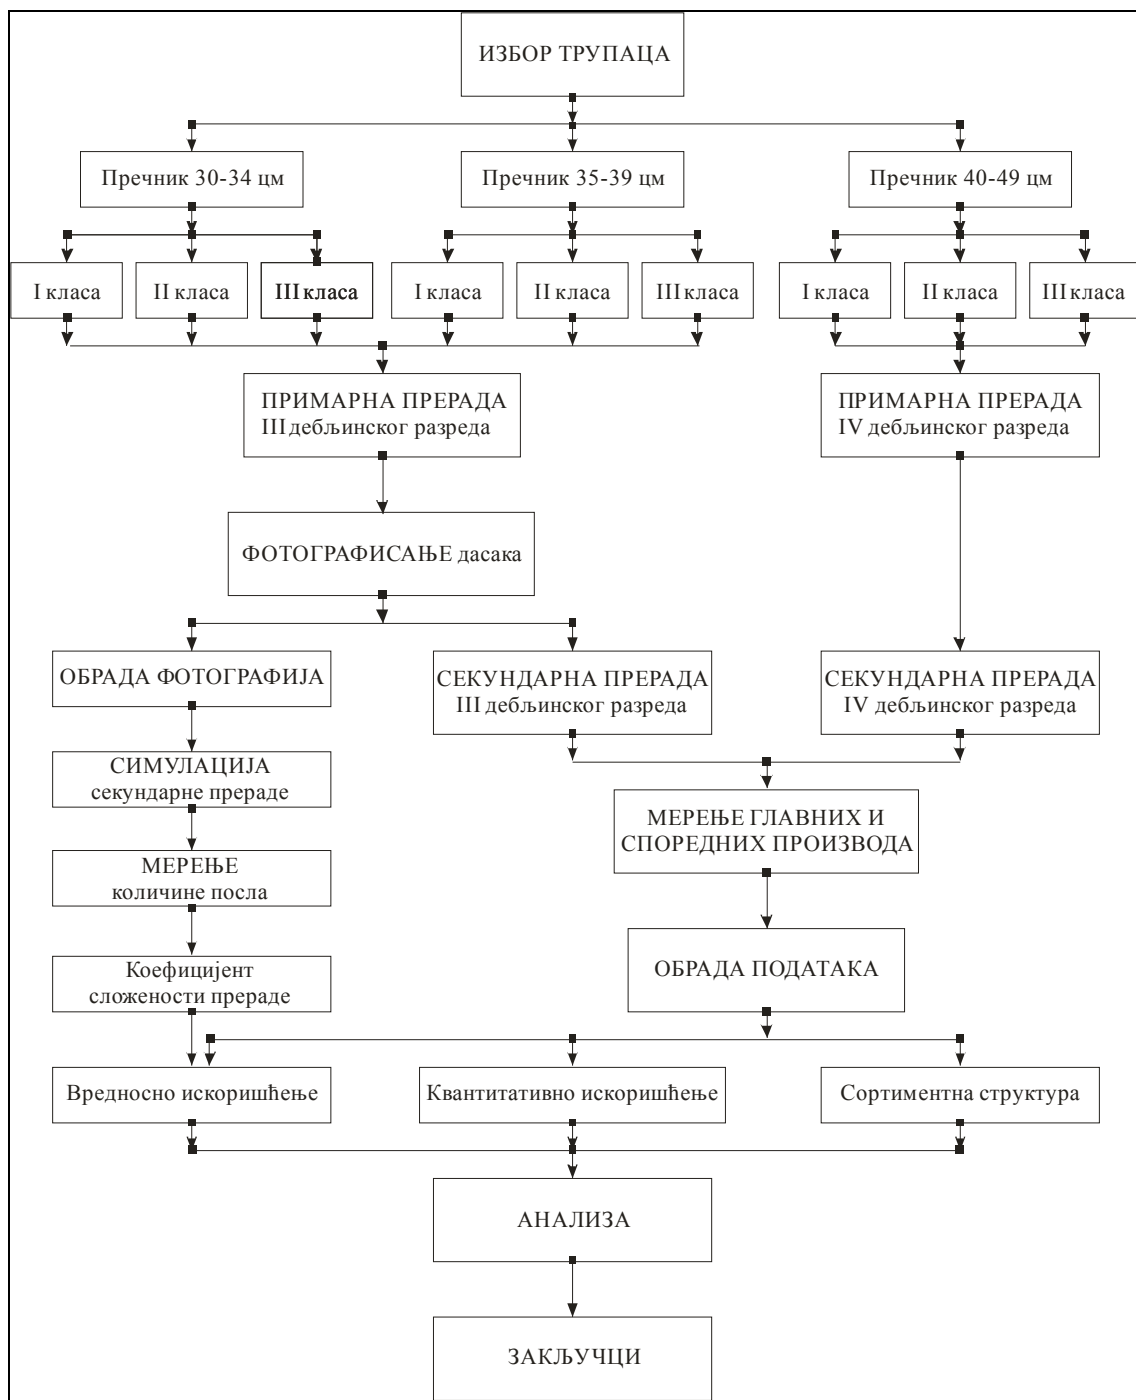 ИЗБОР ТРУПАЦА
Пречник 30-34 цм
Пречник 35-39 цм
Пречник 40-49 цм
I класа
II класа
III класа
I класа
II класа
III класа
I класа
II класа
III класа
ПРИМАРНА ПРЕРАДА
III дебљинског разреда
ПРИМАРНА ПРЕРАДА
IV дебљинског разреда
ФОТОГРАФИСАЊЕ дасака
ОБРАДА ФОТОГРАФИЈА
СЕКУНДАРНА ПРЕРАДА
III дебљинског разреда
СЕКУНДАРНА ПРЕРАДА
IV дебљинског разреда
СИМУЛАЦИЈА
секундарне прераде
МЕРЕЊЕ ГЛАВНИХ И
СПОРЕДНИХ ПРОИЗВОДА
МЕРЕЊЕ
количине посла
ОБРАДА ПОДАТАКА
Коефицијент
сложености прераде
Вредносно искоришћење
Квантитативно искоришћење
Сортиментна структура
АНАЛИЗА
ЗАКЉУЧЦИ